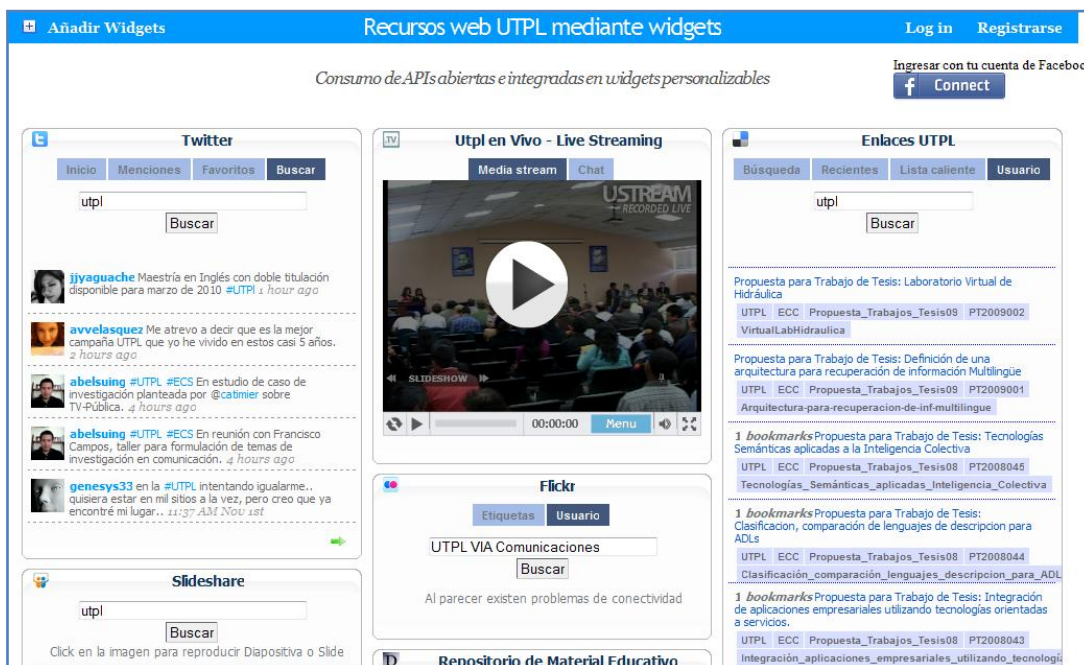 Añadir Widgets
Recursos web UTPL mediante widgets
Log in Registrarse
Consumo de APIs abiertas e integradas en widgets personalizables
Ingresar con tu cuenta de Faceboo
f Connect
Twitter
Inicio Menciones Favoritos Buscar
utpl
Buscar
jjyaguache Maestría en Inglés con doble titulación
disponible para marzo de 2010 #UTPl 1 hour ago
avvelasquez Me atrevo a decir que es la mejor
campaña UTPL que yo he vivido en estos casi 5 años.
2 hours ago
abelsuing #UTPL #ECS En estudio de caso de
investigación planteada por @catimier sobre
TV-Pública. 4 hours ago
abelsuing #UTPL #ECS En reunión con Francisco
Campos, taller para formulación de temas de
investigación en comunicación. 4 hours ago
genesys33 en la #UTPL intentando igualarme..
quisiera estar en mil sitios a la vez, pero creo que ya
encontré mi lugar.. 11:37 AM Nov 1st
Slideshare
utpl
Buscar
Click en la imagen para reproducir Diapositiva o Slide
.TV
Utpl en Vivo - Live Streaming
Media stream Chat
USTREAM
RECORDED LIVE
SLIDESHOW
00:00:00 Menu
Flickr
Etiquetas Usuario
UTPL VIA Comunicaciones
Buscar
Al parecer existen problemas de conectividad
D
Repositorio de Material Educativo
Enlaces UTPL
Búsqueda Recientes Lista caliente Usuario
utpl
Buscar
Propuesta para Trabajo de Tesis: Laboratorio Virtual de
Hidráulica
UTPL ECC Propuesta_Trabajos_Tesis09 PT2009002
VirtualLabHidraulica
Propuesta para Trabajo de Tesis: Definición de una
arquitectura para recuperación de información Multilingüe
UTPL ECC Propuesta_Trabajos_Tesis09 PT2009001
Arquitectura-para-recuperacion-de-inf-multilingue
1 bookmarks Propuesta para Trabajo de Tesis: Tecnologías
Semánticas aplicadas a la Inteligencia Colectiva
UTPL ECC Propuesta_Trabajos_Tesis08 PT2008045
Tecnologías_Semánticas_aplicadas_Inteligencia_Colectiva
1 bookmarks Propuesta para Trabajo de Tesis:
Clasificacion, comparación de lenguajes de descripcion para
ADLs
UTPL ECC Propuesta_Trabajos_Tesis08 PT2008044
Clasificación_comparación_lenguajes_descripcion_para_ADL
1 bookmarks Propuesta para Trabajo de Tesis: Integración
de aplicaciones empresariales utilizando tecnologías orientadas
a servicios.
UTPL ECC Propuesta_Trabajos_Tesis08 PT2008043
Integración_aplicaciones_empresariales_utilizando_tecnologí